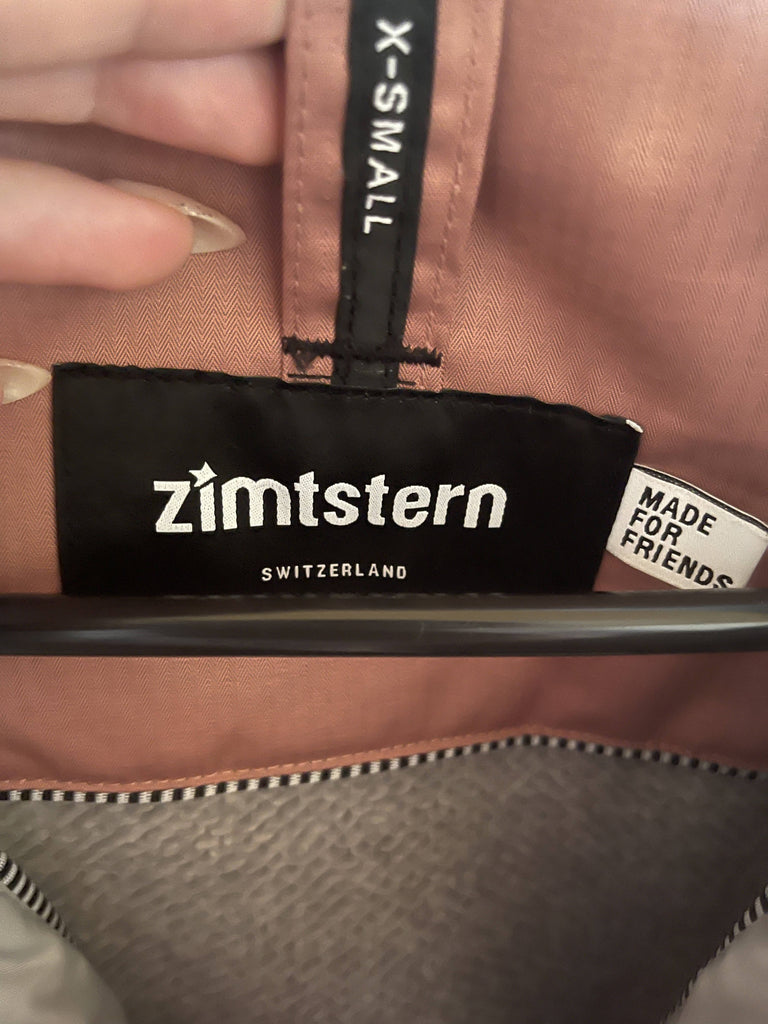 X-SMALL
zimtstern
SWITZERLAND
MADE
FOR
FRIENDS